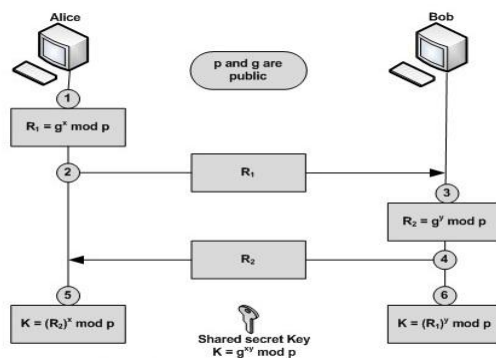 Alice
Bob
p and g are
public
1
R₁ = gˣ mod p
2
R₁
3
R₂ = gʸ mod p
R₂
4
5
6
K = (R₂)ˣ mod p
K = (R₁)ʸ mod p
Shared secret Key
K = gˣʸ mod p